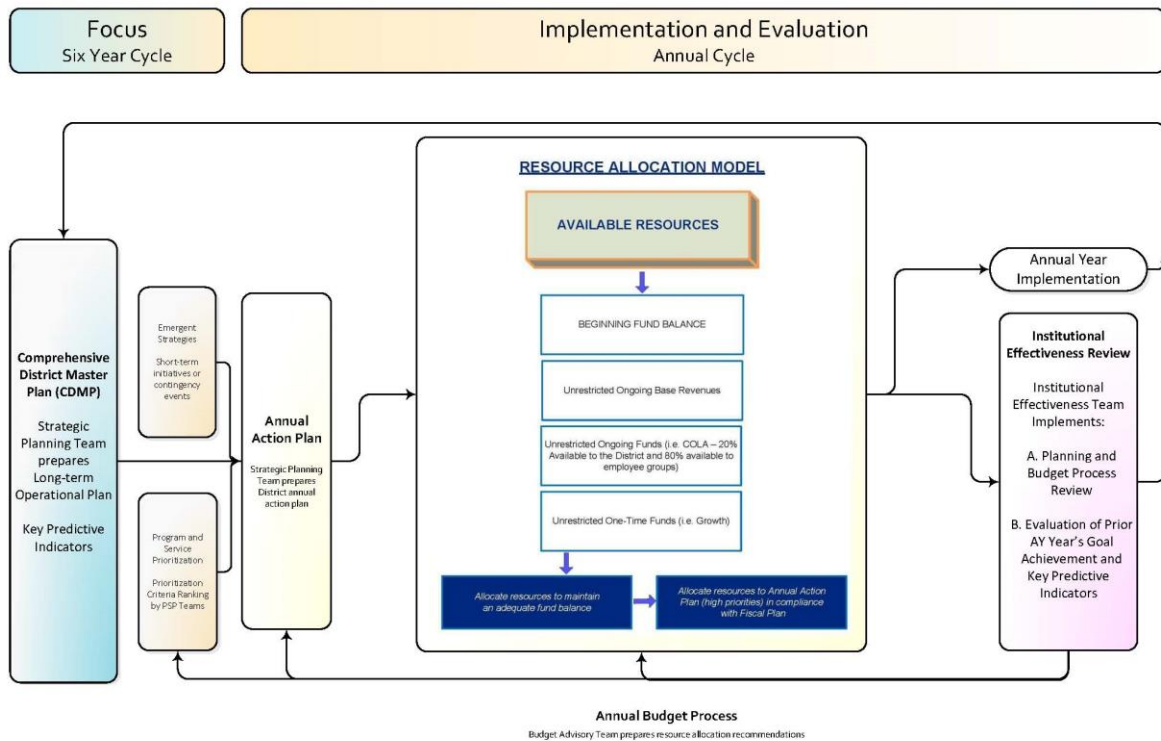 Focus
Six Year Cycle
Implementation and Evaluation
Annual Cycle
Comprehensive
District Master
Plan (CDMP)
Strategic
Planning Team
prepares
Long-term
Operational Plan
Key Predictive
Indicators
Emergent
Strategies
Short-term
initiatives or
contingency
events
Program and
Service
Prioritization
Prioritization
Criteria Ranking
by PSP Teams
Annual
Action Plan
Strategic Planning
Team prepares
District annual
action plan
RESOURCE ALLOCATION MODEL
AVAILABLE RESOURCES
BEGINNING FUND BALANCE
Unrestricted Ongoing Base Revenues
Unrestricted Ongoing Funds (i.e. COLA – 20%
Available to the District and 80% available to
employee groups)
Unrestricted One-Time Funds (i.e. Growth)
Allocate resources to maintain
an adequate fund balance
Allocate resources to Annual Action
Plan (high priorities) in compliance
with Fiscal Plan
Annual Year
Implementation
Institutional
Effectiveness Review
Institutional
Effectiveness Team
Implements:
A. Planning and
Budget Process
Review
B. Evaluation of Prior
AY Year's Goal
Achievement and
Key Predictive
Indicators
Annual Budget Process
Budget Advisory Team prepares resource allocation recommendations